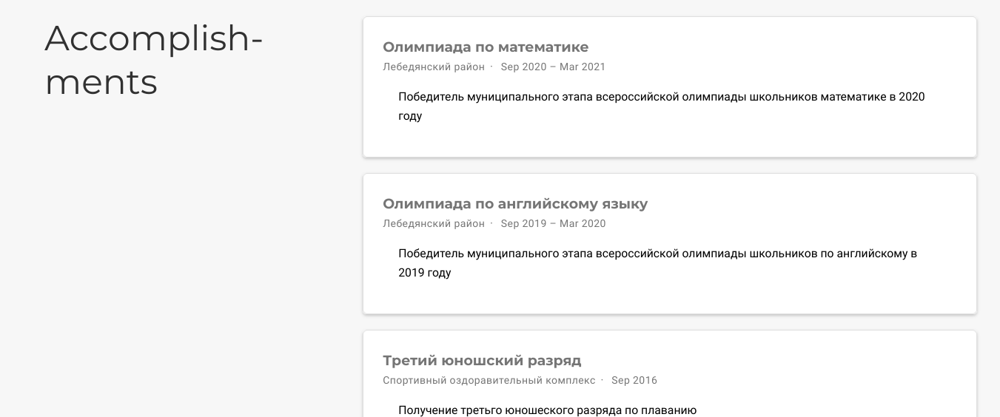 Accomplish-
ments
Олимпиада по математике
Лебедянский район · Sep 2020 – Mar 2021
Победитель муниципального этапа всероссийской олимпиады школьников математике в 2020
году
Олимпиада по английскому языку
Лебедянский район · Sep 2019 – Mar 2020
Победитель муниципального этапа всероссийской олимпиады школьников по английскому в
2019 году
Третий юношский разряд
Спортивный оздоравительный комплекс · Sep 2016
Получение третьго юношеского разряда по плаванию